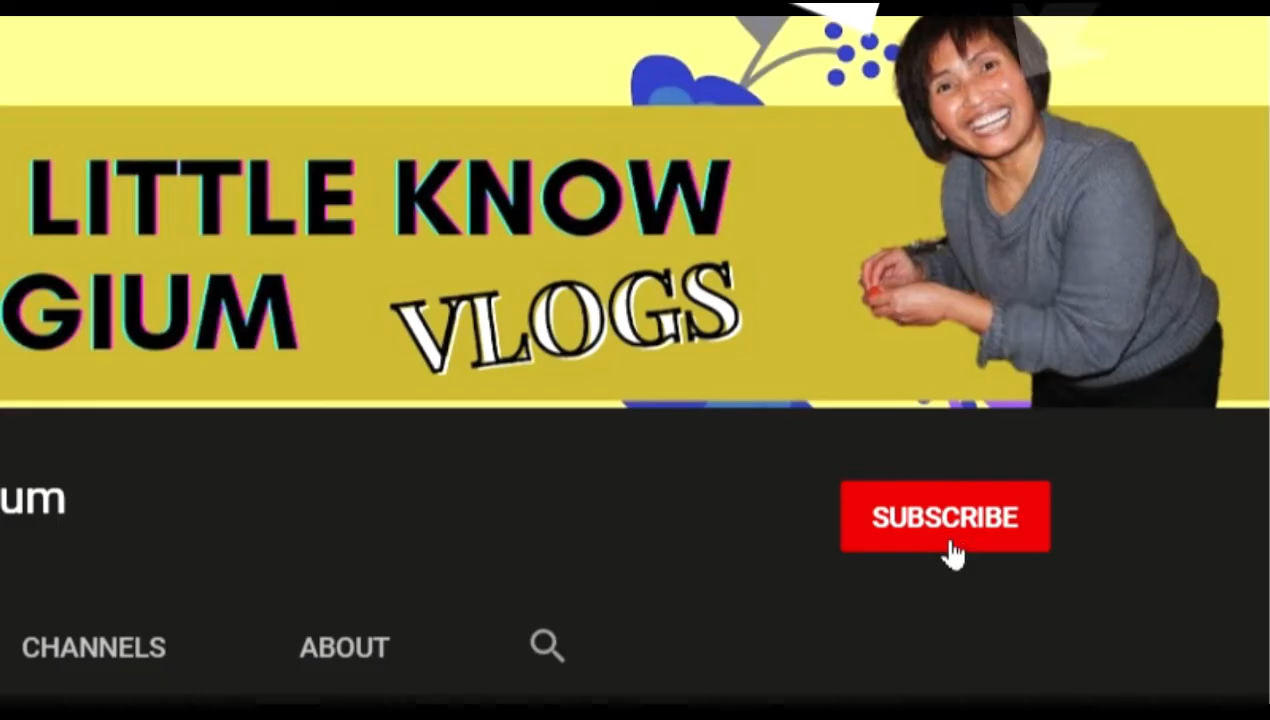 LITTLE KNOW
GIUM
VLOGS
um
SUBSCRIBE
CHANNELS
ABOUT